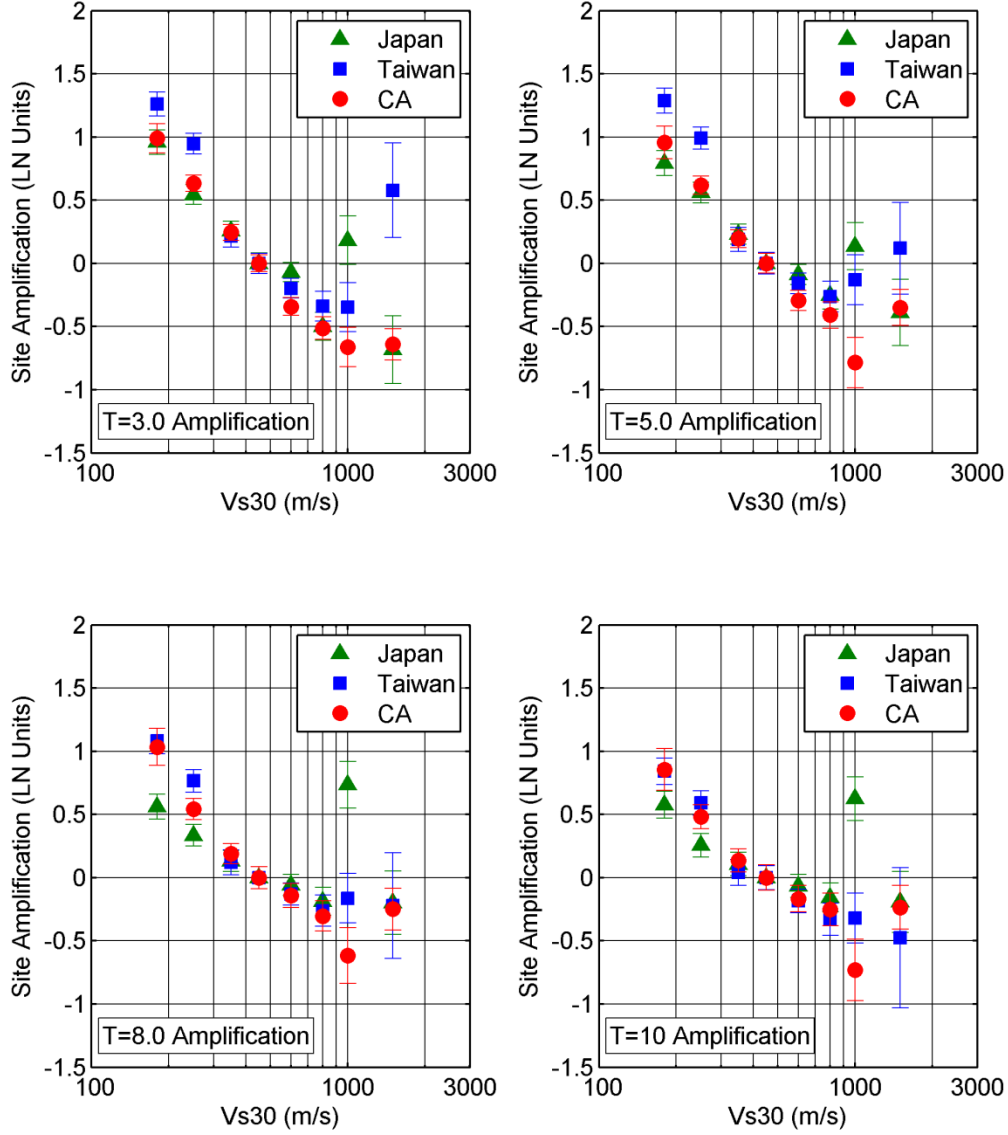 2
1.5
1
0.5
0
-0.5
-1
-1.5
Site Amplification (LN Units)
Japan
Taiwan
CA
T=3.0 Amplification
100
1000
3000
Vs30 (m/s)
2
1.5
1
0.5
0
-0.5
-1
-1.5
Site Amplification (LN Units)
Japan
Taiwan
CA
T=5.0 Amplification
100
1000
3000
Vs30 (m/s)
2
1.5
1
0.5
0
-0.5
-1
-1.5
Site Amplification (LN Units)
Japan
Taiwan
CA
T=8.0 Amplification
100
1000
3000
Vs30 (m/s)
2
1.5
1
0.5
0
-0.5
-1
-1.5
Site Amplification (LN Units)
Japan
Taiwan
CA
T=10 Amplification
100
1000
3000
Vs30 (m/s)